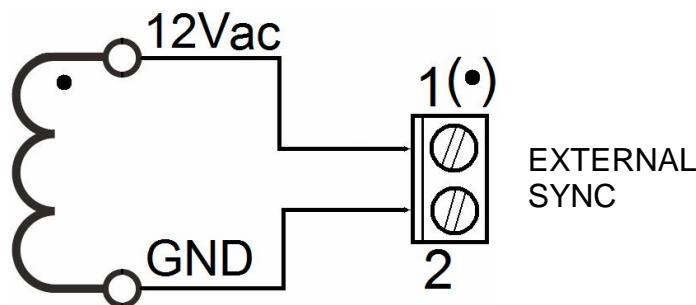 12Vac
1(•)
EXTERNAL
SYNC
GND
2